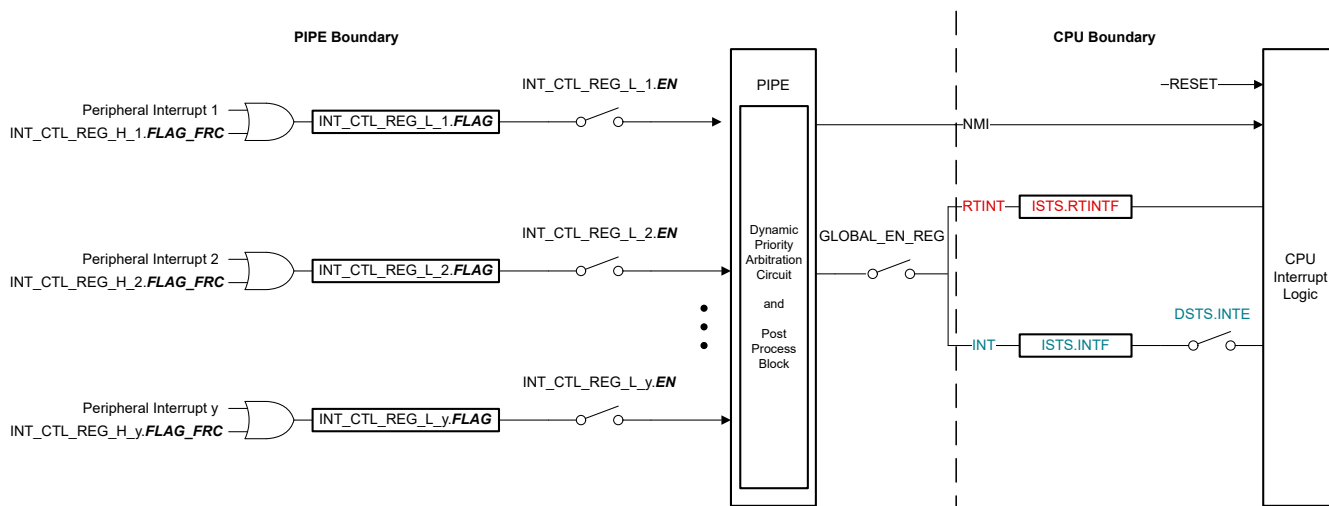 PIPE Boundary
CPU Boundary
Peripheral Interrupt 1
INT_CTL_REG_H_1.FLAG_FRC
INT_CTL_REG_L_1.FLAG
INT_CTL_REG_L_1.EN
Peripheral Interrupt 2
INT_CTL_REG_H_2.FLAG_FRC
INT_CTL_REG_L_2.FLAG
INT_CTL_REG_L_2.EN
Peripheral Interrupt y
INT_CTL_REG_H_y.FLAG_FRC
INT_CTL_REG_L_y.FLAG
INT_CTL_REG_L_y.EN
PIPE
Dynamic
Priority
Arbitration
Circuit
and
Post
Process
Block
GLOBAL_EN_REG
RESET
NMI
RTINT
ISTS.RTINTF
INT
ISTS.INTF
DSTS.INTE
CPU
Interrupt
Logic